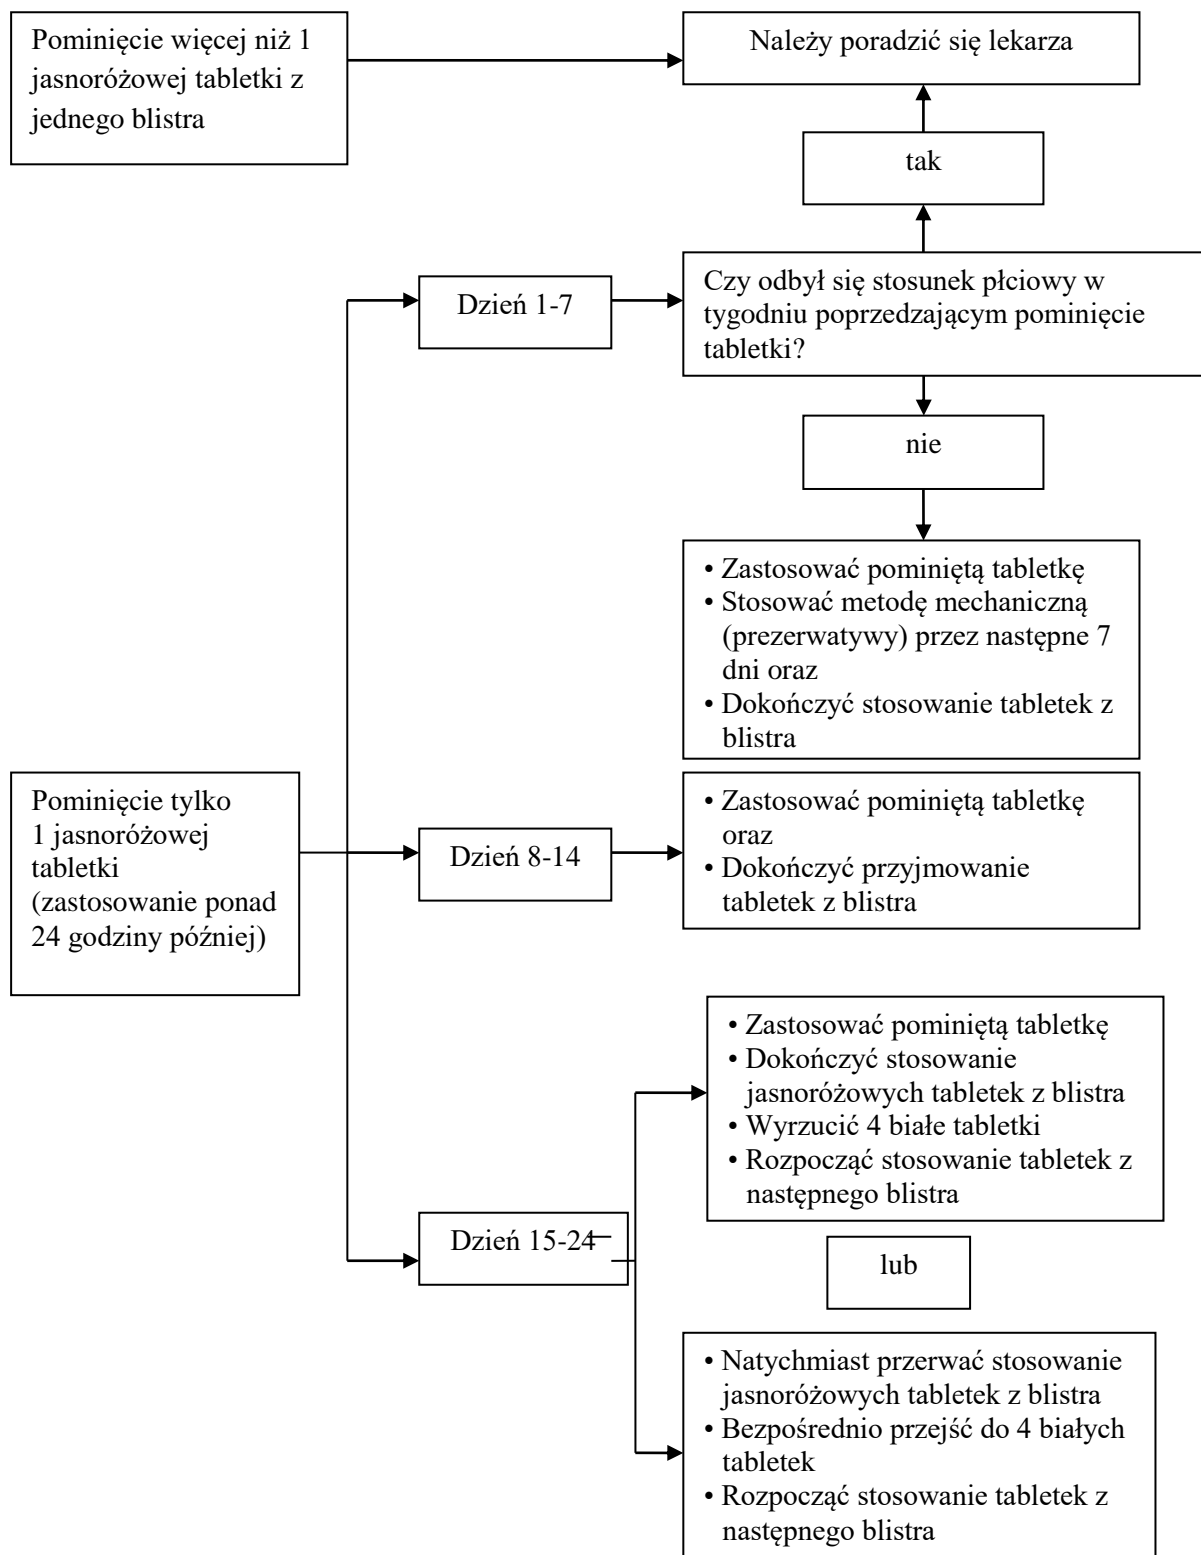 Pominięcie więcej niż 1
jasnoróżowej tabletki z
jednego blistra
Należy poradzić się lekarza
tak
Dzień 1-7
Czy odbył się stosunek płciowy w
tygodniu poprzedzającym pominięcie
tabletki?
nie
• Zastosować pominiętą tabletkę
• Stosować metodę mechaniczną
(prezerwatywy) przez następne 7
dni oraz
• Dokończyć stosowanie tabletek z
blistra
Pominięcie tylko
1 jasnoróżowej
tabletki
(zastosowanie ponad
24 godziny później)
Dzień 8-14
• Zastosować pominiętą tabletkę
oraz
• Dokończyć przyjmowanie
tabletek z blistra
• Zastosować pominiętą tabletkę
• Dokończyć stosowanie
jasnoróżowych tabletek z blistra
• Wyrzucić 4 białe tabletki
• Rozpocząć stosowanie tabletek z
następnego blistra
Dzień 15-24
lub
• Natychmiast przerwać stosowanie
jasnoróżowych tabletek z blistra
• Bezpośrednio przejść do 4 białych
tabletek
• Rozpocząć stosowanie tabletek z
następnego blistra